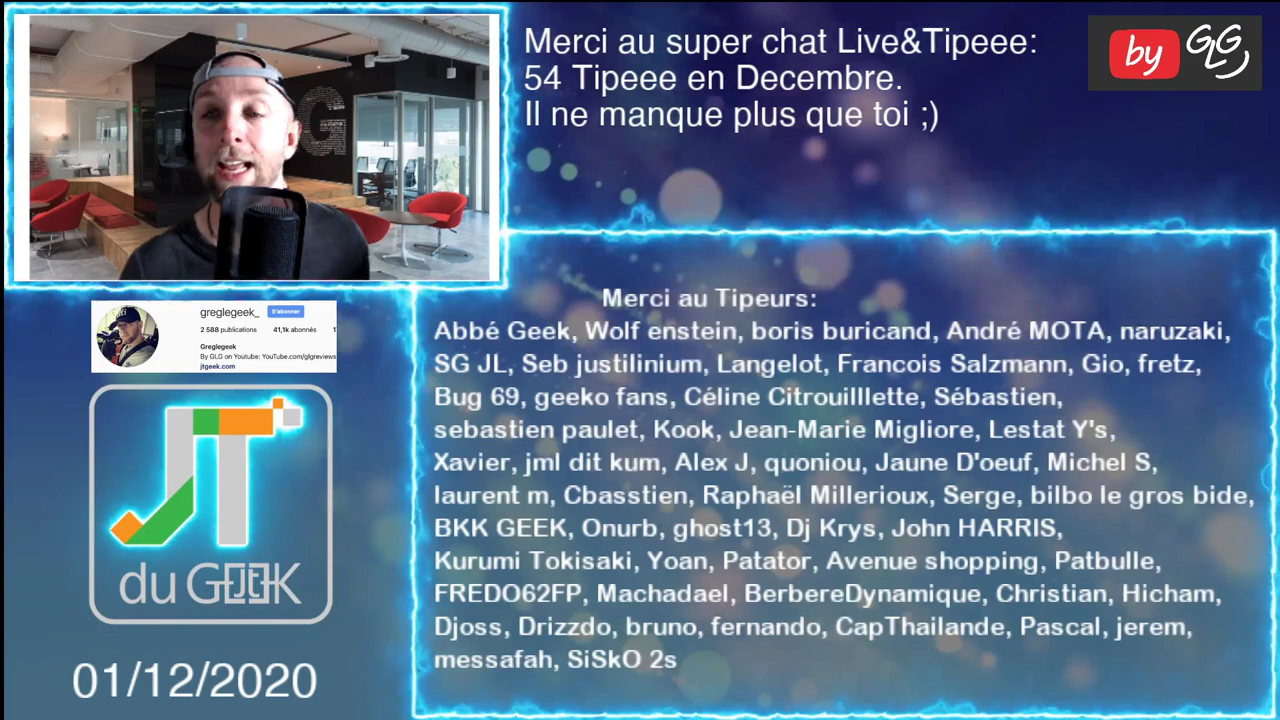 Merci au super chat Live&Tipeee:
54 Tipeee en Decembre.
Il ne manque plus que toi ;)
by GLG
greglegeek_ S'abonner
2 588 publications 41,1k abonnés 1
Greglegeek
By GLG on Youtube: YouTube.com/glgreviews
jtgeek.com
JT
du GEEK
01/12/2020
Merci au Tipeurs:
Abbé Geek, Wolf enstein, boris buricand, André MOTA, naruzaki,
SG JL, Seb justilinium, Langelot, Francois Salzmann, Gio, fretz,
Bug 69, geeko fans, Céline Citrouilllette, Sébastien,
sebastien paulet, Kook, Jean-Marie Migliore, Lestat Y's,
Xavier, jml dit kum, Alex J, quoniou, Jaune D'oeuf, Michel S,
laurent m, Cbasstien, Raphaël Millerioux, Serge, bilbo le gros bide,
BKK GEEK, Onurb, ghost13, Dj Krys, John HARRIS,
Kurumi Tokisaki, Yoan, Patator, Avenue shopping, Patbulle,
FREDO62FP, Machadael, BerbereDynamique, Christian, Hicham,
Djoss, Drizzdo, bruno, fernando, CapThailande, Pascal, jerem,
messafah, SiSkO 2s